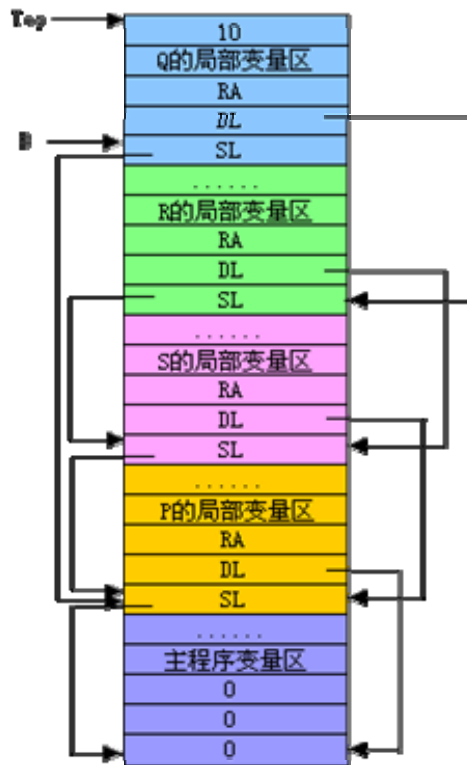 Top
10
Q的局部变量区
RA
DL
B
SL
......
R的局部变量区
RA
DL
SL
......
S的局部变量区
RA
DL
SL
......
P的局部变量区
RA
DL
SL
......
主程序变量区
0
0
0